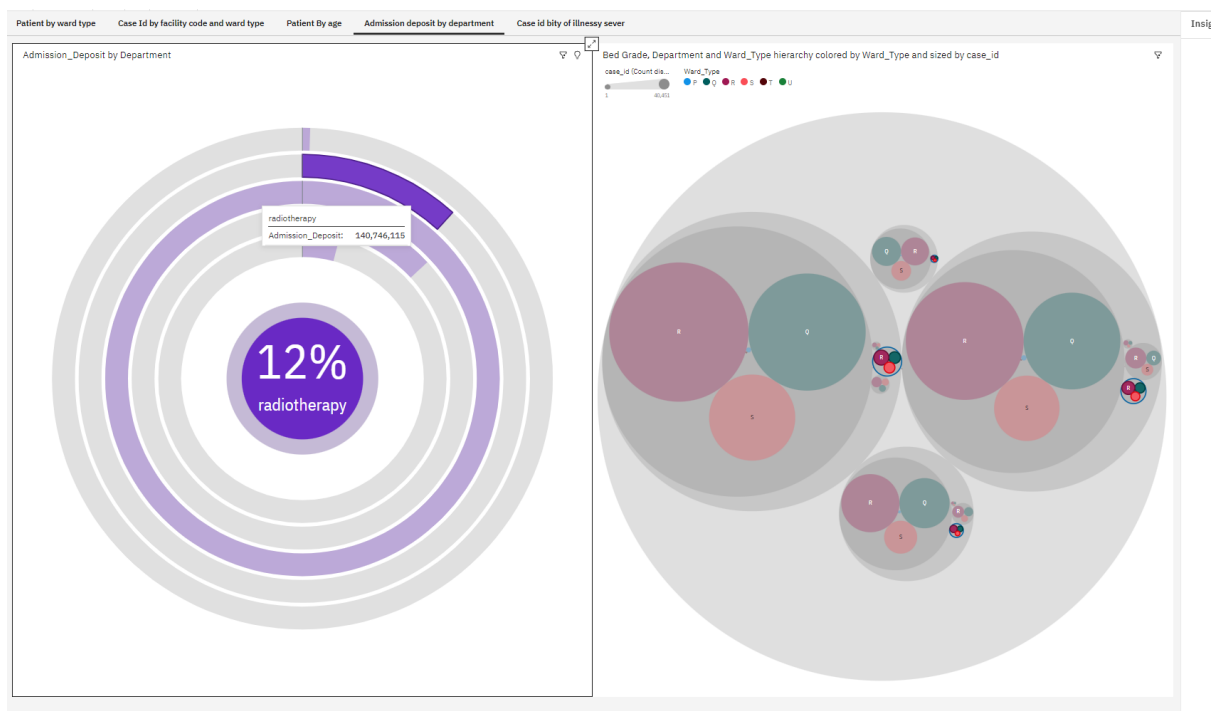 Patient by ward type Case Id by facility code and ward type Patient By age Admission deposit by department Case id bity of illnessy sever Insig
Admission_Deposit by Department
radiotherapy
Admission_Deposit: 140,746,115
12%
radiotherapy
Bed Grade, Department and Ward_Type hierarchy colored by Ward_Type and sized by case_id
case_id (Count dis... Ward_Type
P Q R S T U
1 40,451
Q R
S
R Q
S
R
R Q
S
R Q
S
R
R Q
S
R